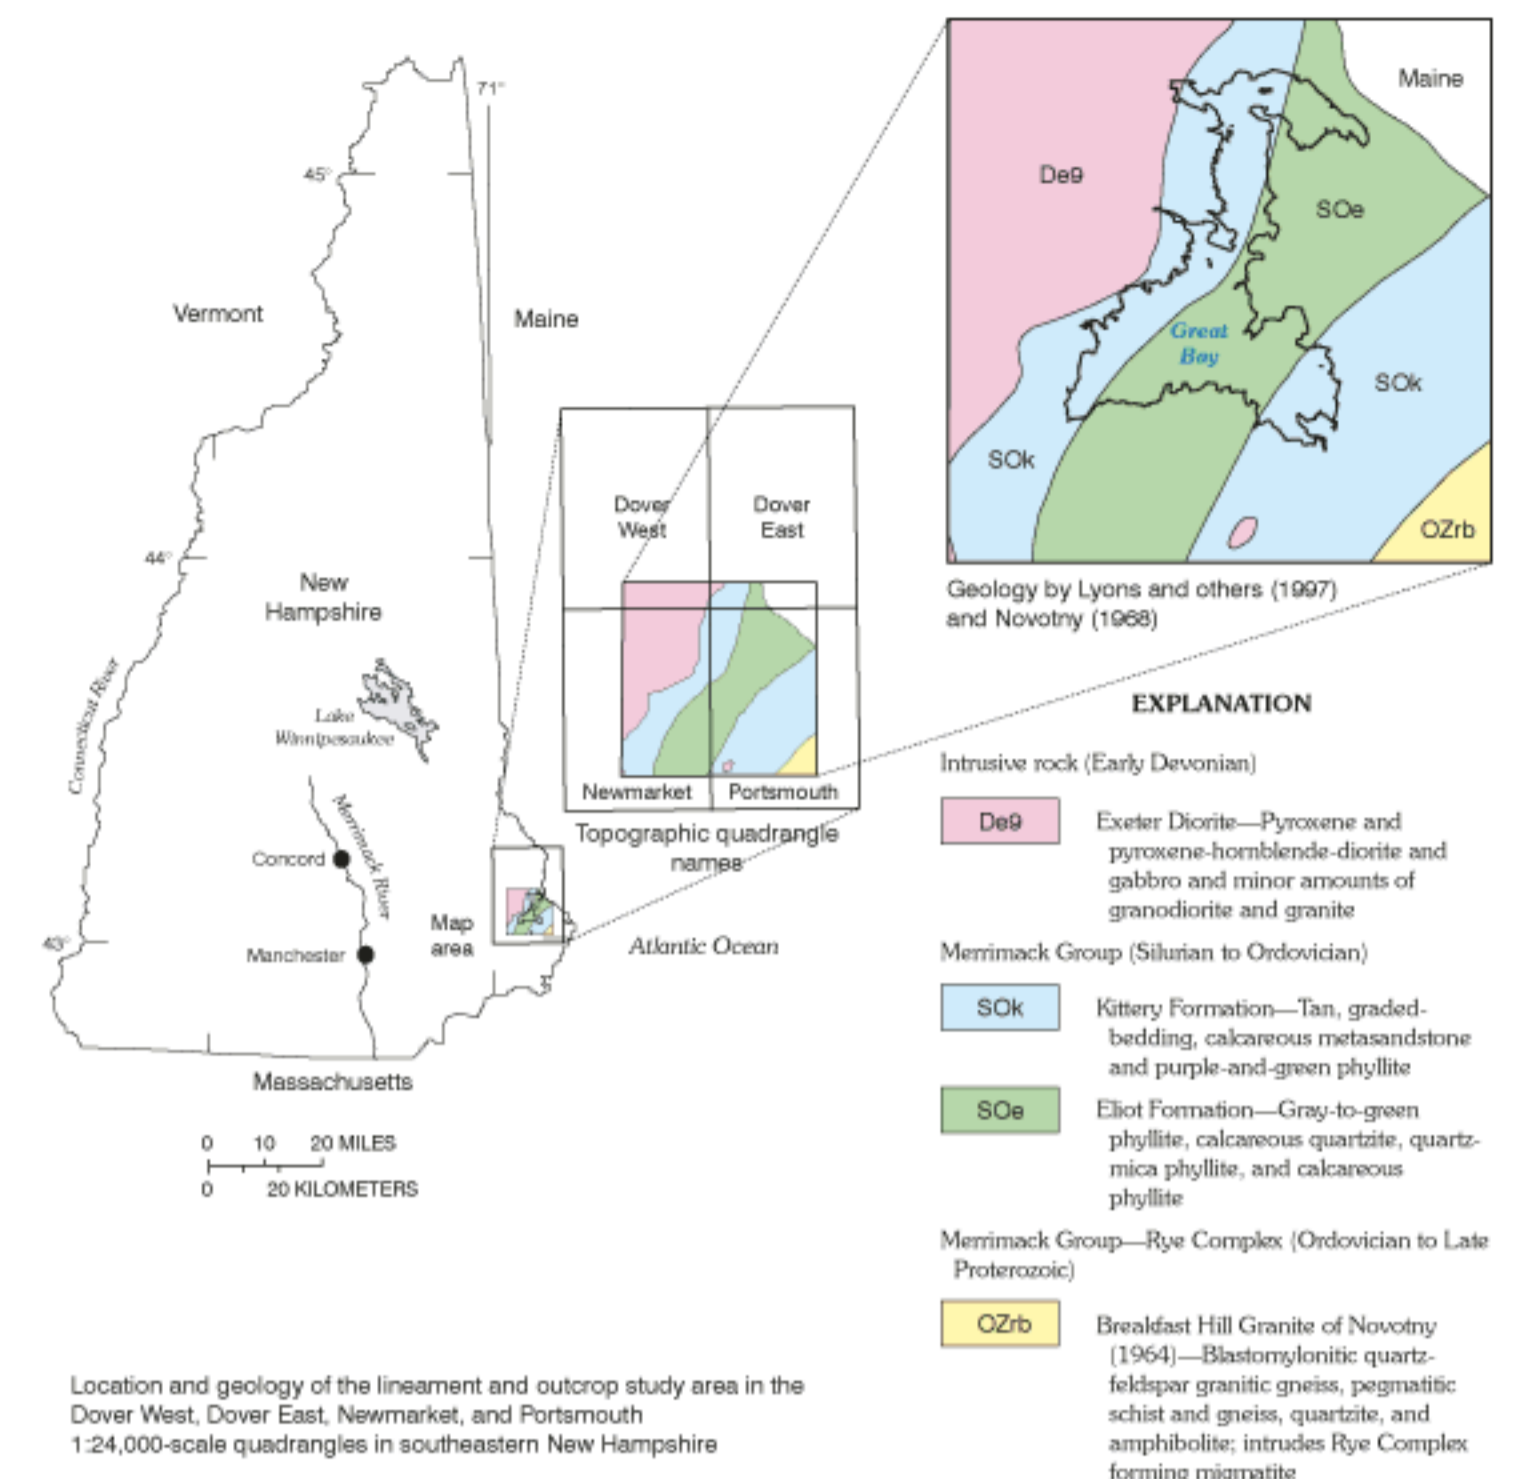 71°
45°
Vermont
Maine
44°
New
Hampshire
Connecticut River
Lake
Winnipesaukee
Merrimack River
Concord
Manchester
43°
Map
area
Atlantic Ocean
Massachusetts
0 10 20 MILES
0 20 KILOMETERS
Dover
West
Dover
East
Newmarket
Portsmouth
Topographic quadrangle
names
Maine
De9
SOe
Great
Bay
SOk
SOk
OZrb
Geology by Lyons and others (1997)
and Novotny (1968)
EXPLANATION
Intrusive rock (Early Devonian)
De9
Exeter Diorite—Pyroxene and
pyroxene-hornblende-diorite and
gabbro and minor amounts of
granodiorite and granite
Merrimack Group (Silurian to Ordovician)
SOk
Kittery Formation—Tan, graded-
bedding, calcareous metasandstone
and purple-and-green phyllite
SOe
Eliot Formation—Gray-to-green
phyllite, calcareous quartzite, quartz-
mica phyllite, and calcareous
phyllite
Merrimack Group—Rye Complex (Ordovician to Late
Proterozoic)
OZrb
Breakfast Hill Granite of Novotny
(1964)—Blastomylonitic quartz-
feldspar granitic gneiss, pegmatitic
schist and gneiss, quartzite, and
amphibolite; intrudes Rye Complex
forming migmatite
Location and geology of the lineament and outcrop study area in the
Dover West, Dover East, Newmarket, and Portsmouth
1:24,000-scale quadrangles in southeastern New Hampshire